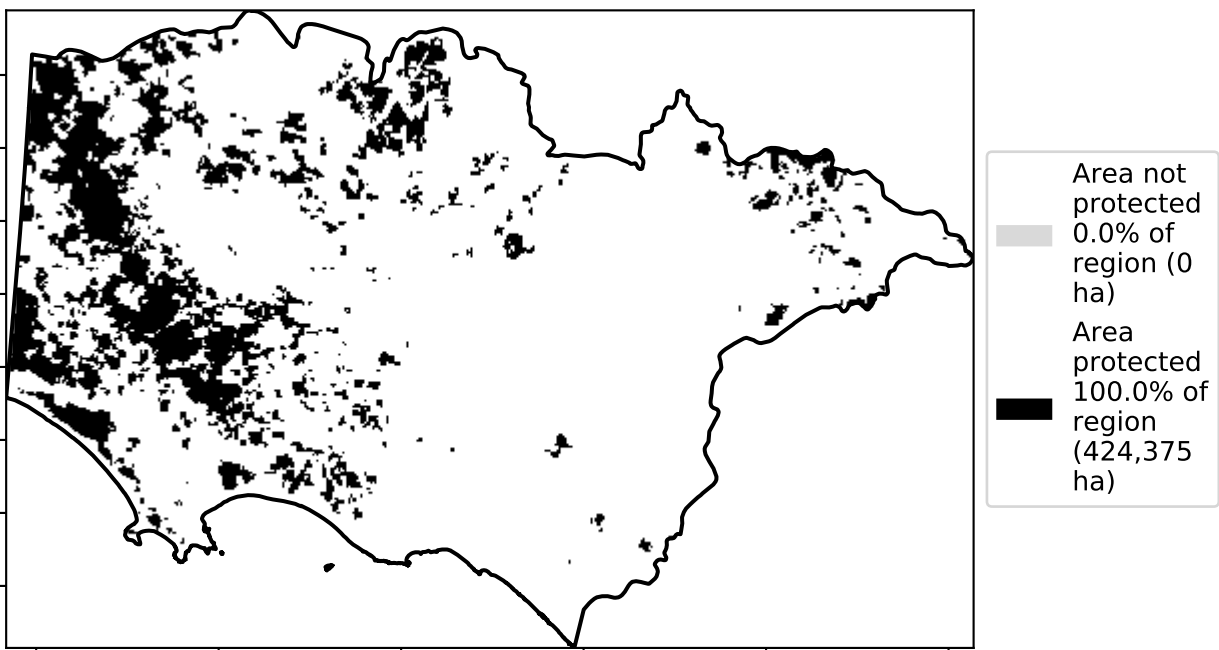 Area not
protected
0.0% of
region (0
ha)
Area
protected
100.0% of
region
(424,375
ha)